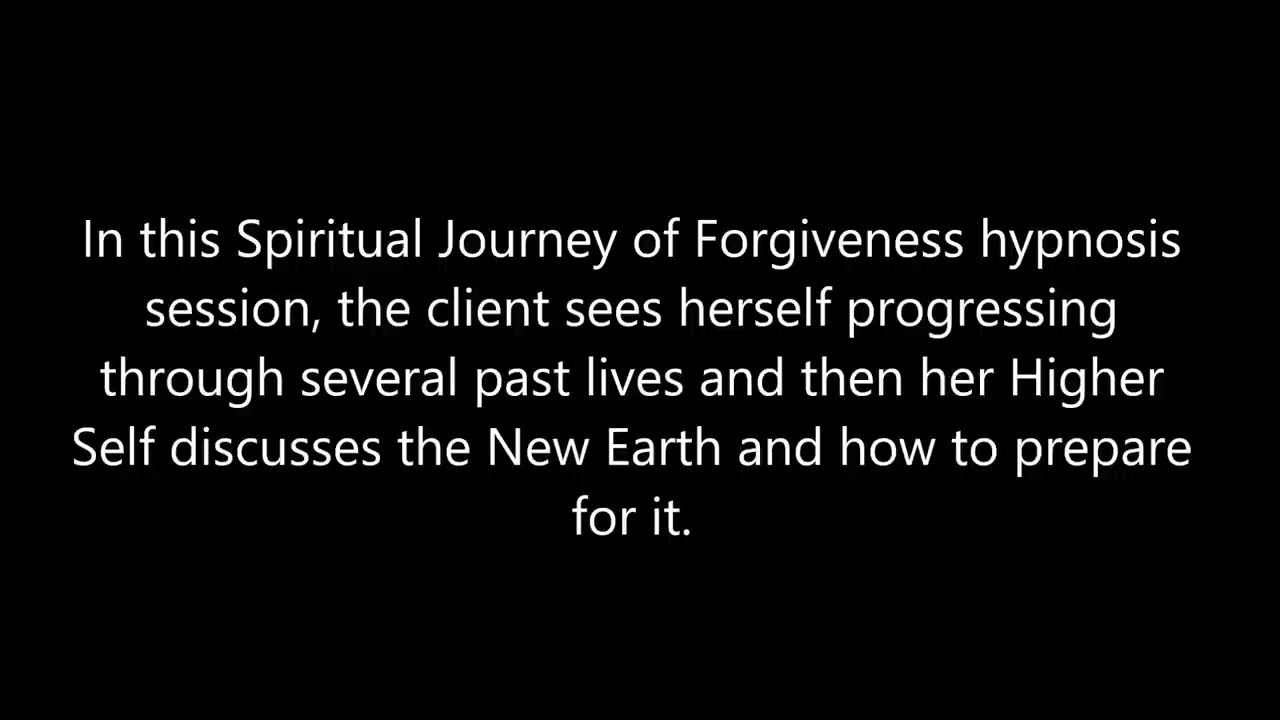 In this Spiritual Journey of Forgiveness hypnosis
session, the client sees herself progressing
through several past lives and then her Higher
Self discusses the New Earth and how to prepare
for it.